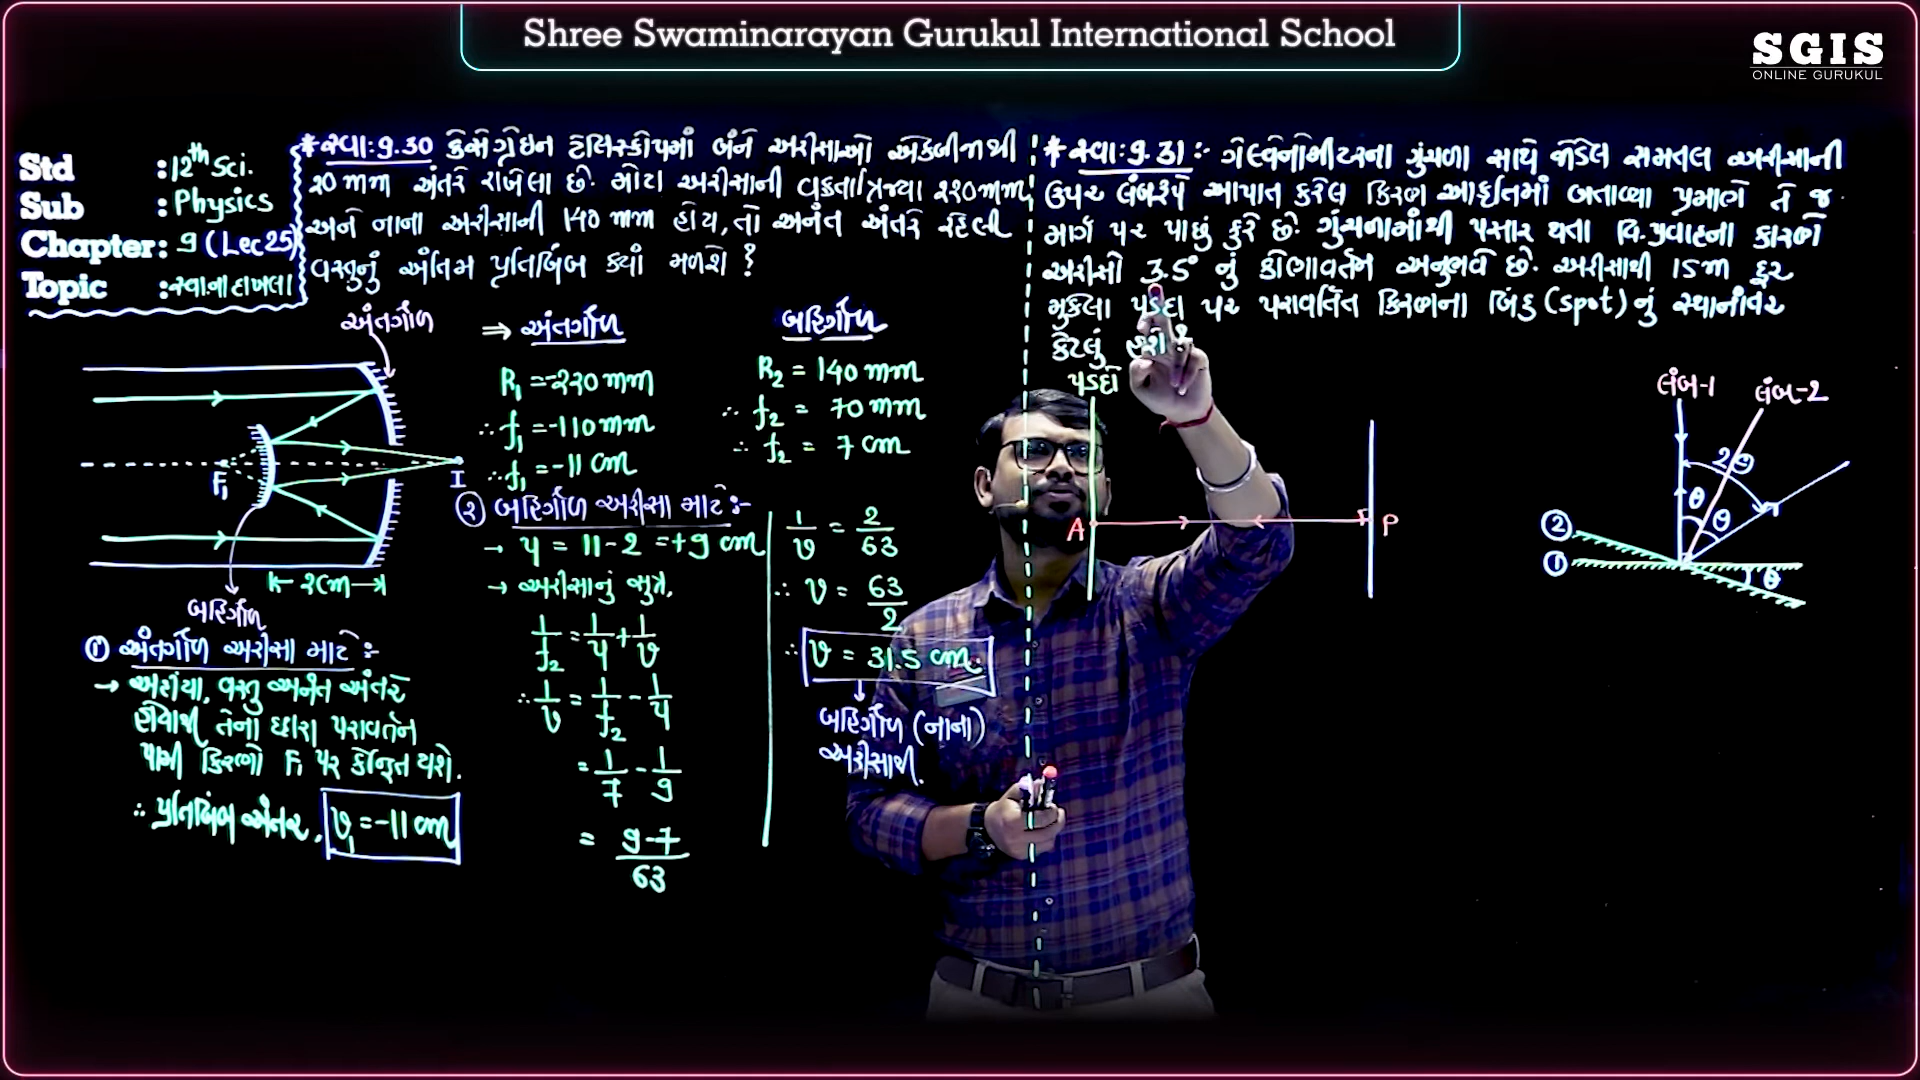 Shree Swaminarayan Gurukul International School
SGIS
ONLINE GURUKUL
Std : 12th Sci.
Sub : Physics
Chapter: 9 (Lec 25)
Topic : સ્વા.ના દાખલા
* સ્વા:9.30 કેસેગ્રેઇન ટેલિસ્કોપમાં બંને અરીસાઓ એકબીજાથી
20 mm અંતરે રાખેલા છે. મોટા અરીસાની વક્રતાત્રિજ્યા 220mm
અને નાના અરીસાની 140 mm હોય, તો અનંત અંતરે રહેલી
વસ્તુનું અંતિમ પ્રતિબિંબ ક્યાં મળશે ?
અંતર્ગોળ
F₁
I
k 2cm
બહિર્ગોળ
① અંતર્ગોળ અરીસા માટે :-
→ અહીંયા, વસ્તુ અનંત અંતરે
હોવાથી તેના દ્વારા પરાવર્તન
પામી કિરણો F₁ પર કેન્દ્રિત થશે.
∴ પ્રતિબિંબ અંતર, v₁ = -11 cm
⇒ અંતર્ગોળ
R₁ = -220 mm
∴ f₁ = -110 mm
∴ f₁ = -11 cm
બહિર્ગોળ
R₂ = 140 mm
∴ f₂ = 70 mm
∴ f₂ = 7 cm
② બહિર્ગોળ અરીસા માટે :-
→ u = 11 - 2 = +9 cm
→ અરીસાનું સૂત્ર,
1/f₂ = 1/u + 1/v
∴ 1/v = 1/f₂ - 1/u
= 1/7 - 1/9
= 9-7/63
1/v = 2/63
∴ v = 63/2
∴ v = 31.5 cm.
બહિર્ગોળ (નાના)
અરીસાથી.
* સ્વા:9.31 :- ગેલ્વેનોમીટરના ગુંચળા સાથે જોડેલ સમતલ અરીસાની
ઉપર લંબરૂપે આપાત કરેલ કિરણ આકૃતિમાં બતાવ્યા પ્રમાણે તે જ
માર્ગ પર પાછું ફરે છે. ગુંચળામાંથી પસાર થતા વિ.પ્રવાહના કારણે
અરીસો 3.5° નું કોણાવર્તન અનુભવે છે. અરીસાથી 15m દૂર
મુકેલા પડદા પર પરાવર્તિત કિરણના બિંદુ (spot) નું સ્થાનાંતર
કેટલું હશે ?
પડદો
A
P
લંબ-1
લંબ-2
2θ
θ
θ
②
①
θ